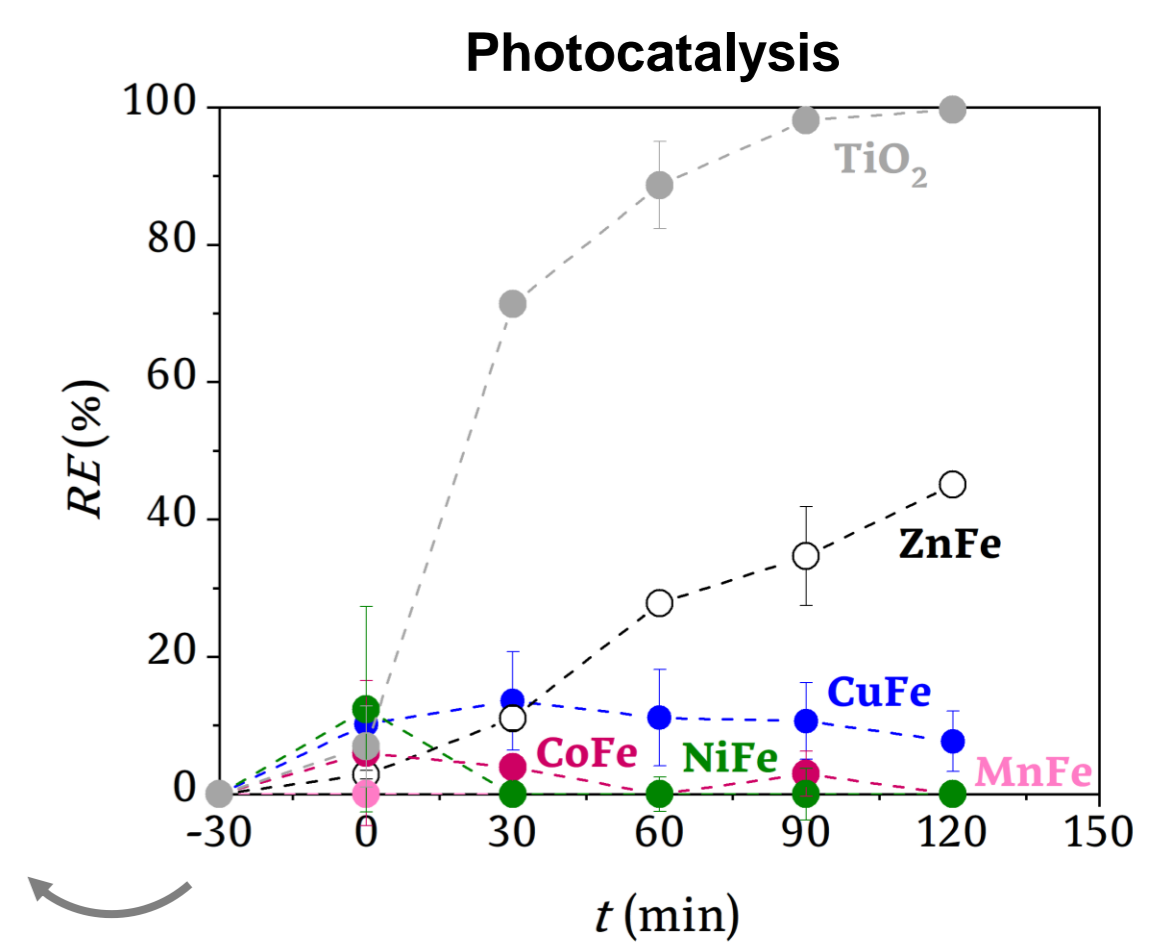 Photocatalysis
100
80
60
40
20
0
RE (%)
TiO₂
ZnFe
CuFe
CoFe
NiFe
MnFe
-30 0 30 60 90 120 150
t (min)